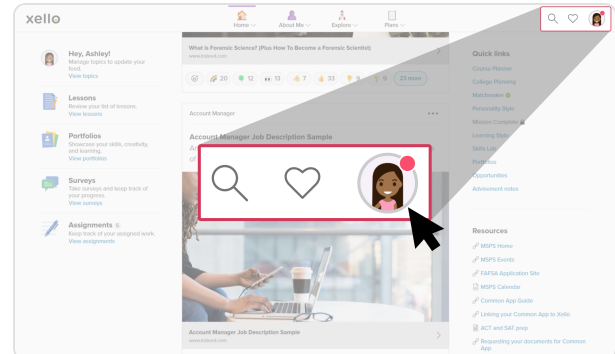 xello
Home
About Me
Explore
Plans
Hey, Ashley!
Manage topics to update your
feed.
View topics
Lessons
Review your list of lessons.
View lessons
Portfolios
Showcase your skills, creativity,
and learning.
View portfolios
Surveys
Take surveys and keep track of
your progress.
View surveys
Assignments 5
Keep track of your assigned work.
View assignments
What Is Forensic Science? (Plus How To Become a Forensic Scientist)
www.indeed.com
20 12 13 7 33 9 9 23 more
Account Manager
Account Manager Job Description Sample
Account Manager Job Description Sample
www.indeed.com
Quick links
Course Planner
College Planning
Matchmaker
Personality Style
Mission Complete
Learning Style
Skills Lab
Portfolios
Opportunities
Advisement notes
Resources
MSPS Home
MSPS Events
FAFSA Application Site
MSPS Calendar
Common App Guide
Linking your Common App to Xello
ACT and SAT prep
Requesting your documents for Common
App